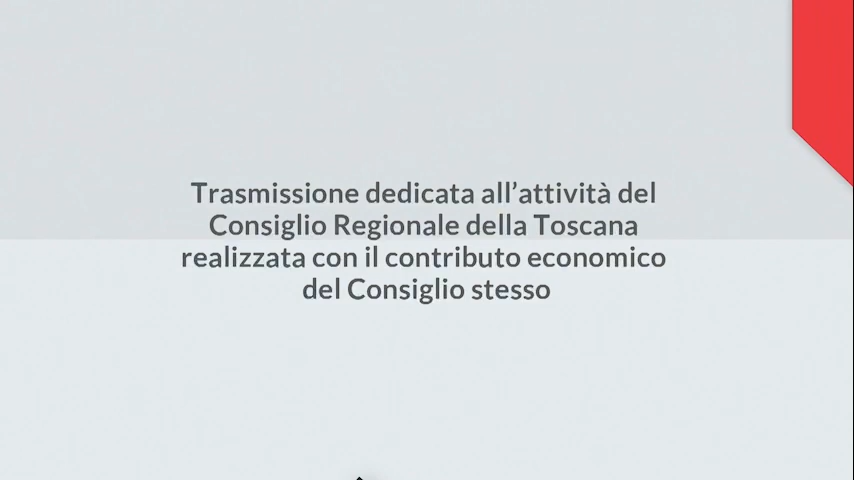 Trasmissione dedicata all’attività del
Consiglio Regionale della Toscana
realizzata con il contributo economico
del Consiglio stesso